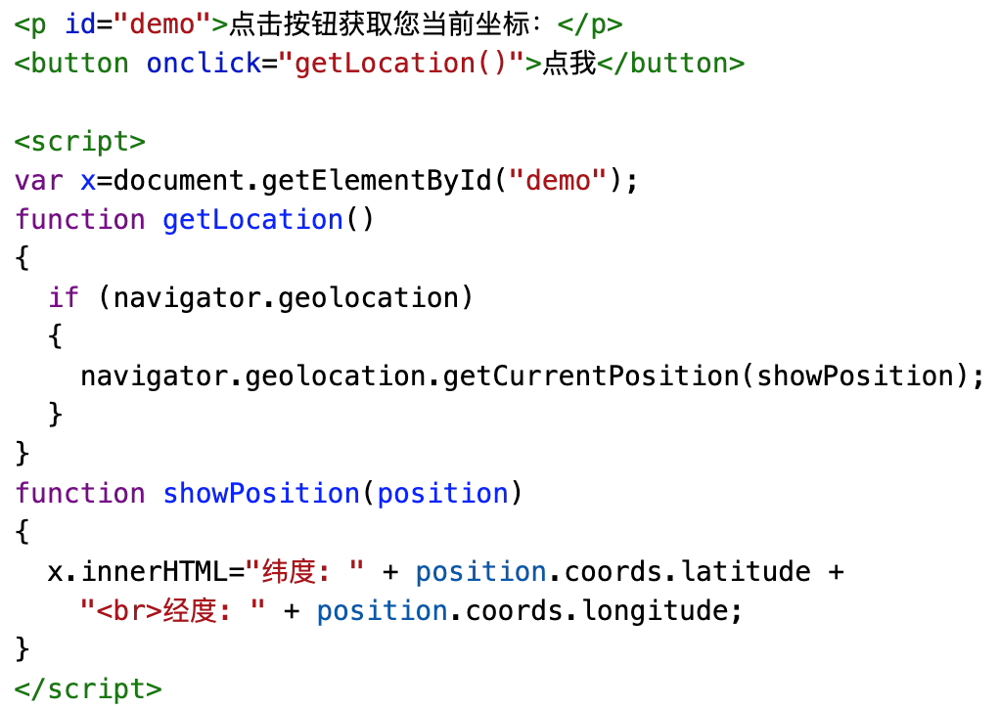 <p id="demo">点击按钮获取您当前坐标：</p>
<button onclick="getLocation()">点我</button>

<script>
var x=document.getElementById("demo");
function getLocation()
{
  if (navigator.geolocation)
  {
    navigator.geolocation.getCurrentPosition(showPosition);
  }
}
function showPosition(position)
{
  x.innerHTML="纬度: " + position.coords.latitude +
    "<br>经度: " + position.coords.longitude;
}
</script>